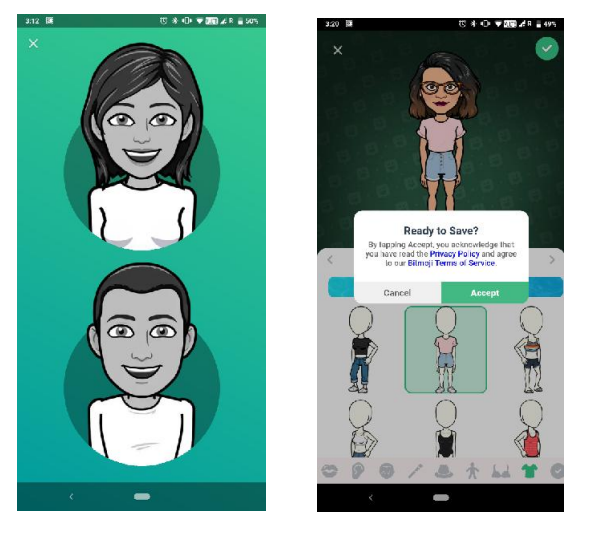 3:12
R
50%
3:20
R
49%
Ready to Save?
By tapping Accept, you acknowledge that
you have read the Privacy Policy and agree
to our Bitmoji Terms of Service.
Cancel
Accept